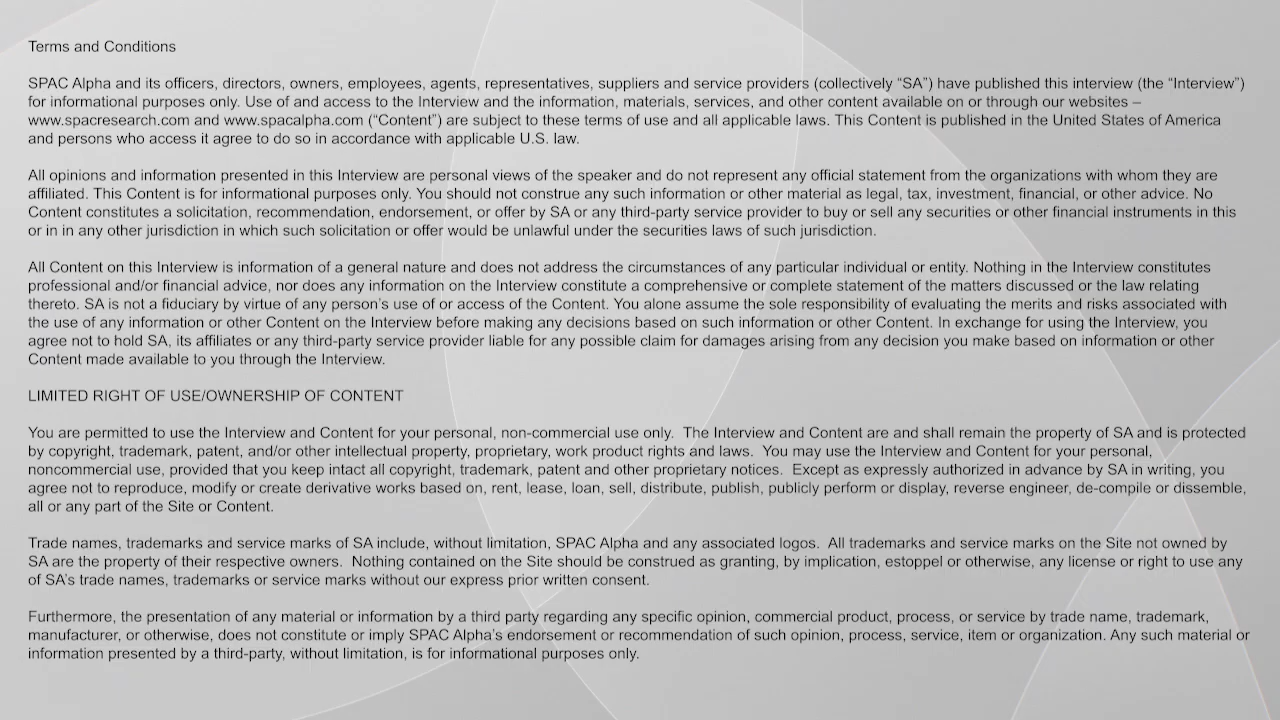 Terms and Conditions
SPAC Alpha and its officers, directors, owners, employees, agents, representatives, suppliers and service providers (collectively “SA”) have published this interview (the “Interview”)
for informational purposes only. Use of and access to the Interview and the information, materials, services, and other content available on or through our websites –
www.spacresearch.com and www.spacalpha.com (“Content”) are subject to these terms of use and all applicable laws. This Content is published in the United States of America
and persons who access it agree to do so in accordance with applicable U.S. law.
All opinions and information presented in this Interview are personal views of the speaker and do not represent any official statement from the organizations with whom they are
affiliated. This Content is for informational purposes only. You should not construe any such information or other material as legal, tax, investment, financial, or other advice. No
Content constitutes a solicitation, recommendation, endorsement, or offer by SA or any third-party service provider to buy or sell any securities or other financial instruments in this
or in in any other jurisdiction in which such solicitation or offer would be unlawful under the securities laws of such jurisdiction.
All Content on this Interview is information of a general nature and does not address the circumstances of any particular individual or entity. Nothing in the Interview constitutes
professional and/or financial advice, nor does any information on the Interview constitute a comprehensive or complete statement of the matters discussed or the law relating
thereto. SA is not a fiduciary by virtue of any person’s use of or access of the Content. You alone assume the sole responsibility of evaluating the merits and risks associated with
the use of any information or other Content on the Interview before making any decisions based on such information or other Content. In exchange for using the Interview, you
agree not to hold SA, its affiliates or any third-party service provider liable for any possible claim for damages arising from any decision you make based on information or other
Content made available to you through the Interview.
LIMITED RIGHT OF USE/OWNERSHIP OF CONTENT
You are permitted to use the Interview and Content for your personal, non-commercial use only.  The Interview and Content are and shall remain the property of SA and is protected
by copyright, trademark, patent, and/or other intellectual property, proprietary, work product rights and laws.  You may use the Interview and Content for your personal,
noncommercial use, provided that you keep intact all copyright, trademark, patent and other proprietary notices.  Except as expressly authorized in advance by SA in writing, you
agree not to reproduce, modify or create derivative works based on, rent, lease, loan, sell, distribute, publish, publicly perform or display, reverse engineer, de-compile or dissemble,
all or any part of the Site or Content.
Trade names, trademarks and service marks of SA include, without limitation, SPAC Alpha and any associated logos.  All trademarks and service marks on the Site not owned by
SA are the property of their respective owners.  Nothing contained on the Site should be construed as granting, by implication, estoppel or otherwise, any license or right to use any
of SA’s trade names, trademarks or service marks without our express prior written consent.
Furthermore, the presentation of any material or information by a third party regarding any specific opinion, commercial product, process, or service by trade name, trademark,
manufacturer, or otherwise, does not constitute or imply SPAC Alpha’s endorsement or recommendation of such opinion, process, service, item or organization. Any such material or
information presented by a third-party, without limitation, is for informational purposes only.